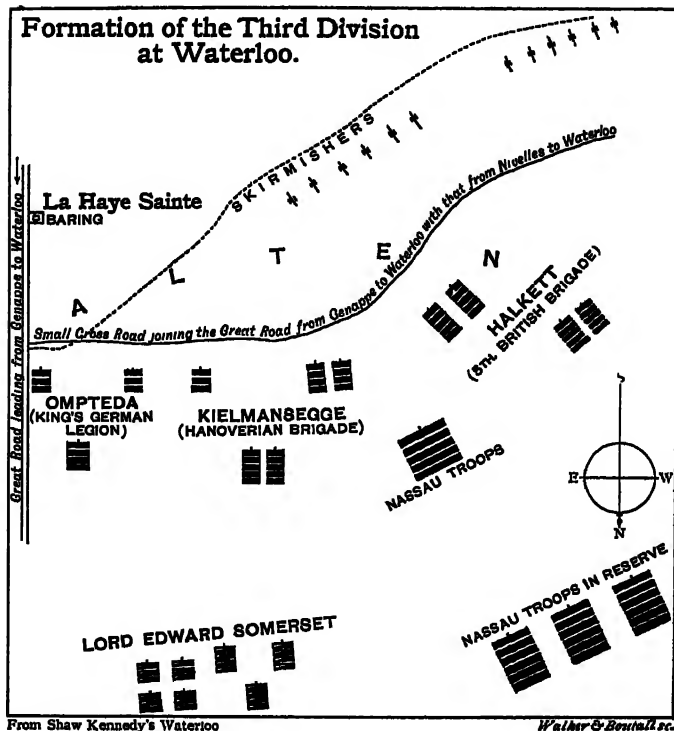 Formation of the Third Division
at Waterloo.
SKIRMISHERS
Great Road leading from Genappe to Waterloo
La Haye Sainte
BARING
ALTEN
Small Cross Road joining the Great Road from Genappe to Waterloo with that from Nivelles to Waterloo
HALKETT
(5TH. BRITISH BRIGADE)
OMPTEDA
(KING'S GERMAN
LEGION)
KIELMANSEGGE
(HANOVERIAN BRIGADE)
NASSAU TROOPS
S
E
W
N
NASSAU TROOPS IN RESERVE
LORD EDWARD SOMERSET
From Shaw Kennedy's Waterloo
Walker & Boutall sc.